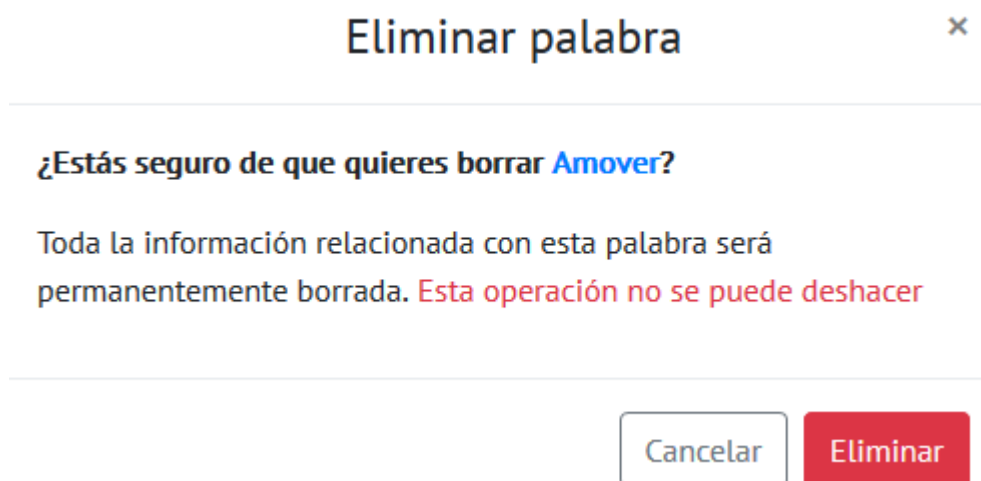 Eliminar palabra
×
¿Estás seguro de que quieres borrar Amover?
Toda la información relacionada con esta palabra será
permanentemente borrada. Esta operación no se puede deshacer
Cancelar
Eliminar